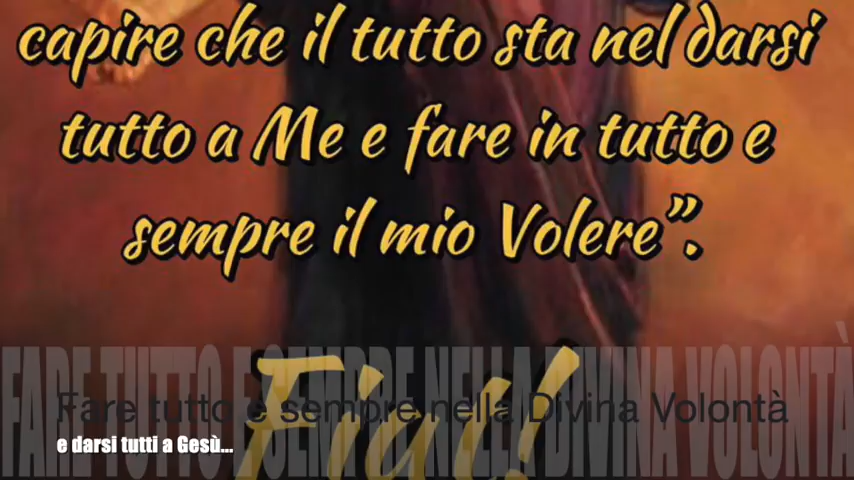 capire che il tutto sta nel darsi
tutto a Me e fare in tutto e
sempre il mio Volere”.
Fiat!
FARE TUTTO E SEMPRE NELLA DIVINA VOLONTÀ
Fare tutto e sempre nella Divina Volontà
e darsi tutti a Gesù...